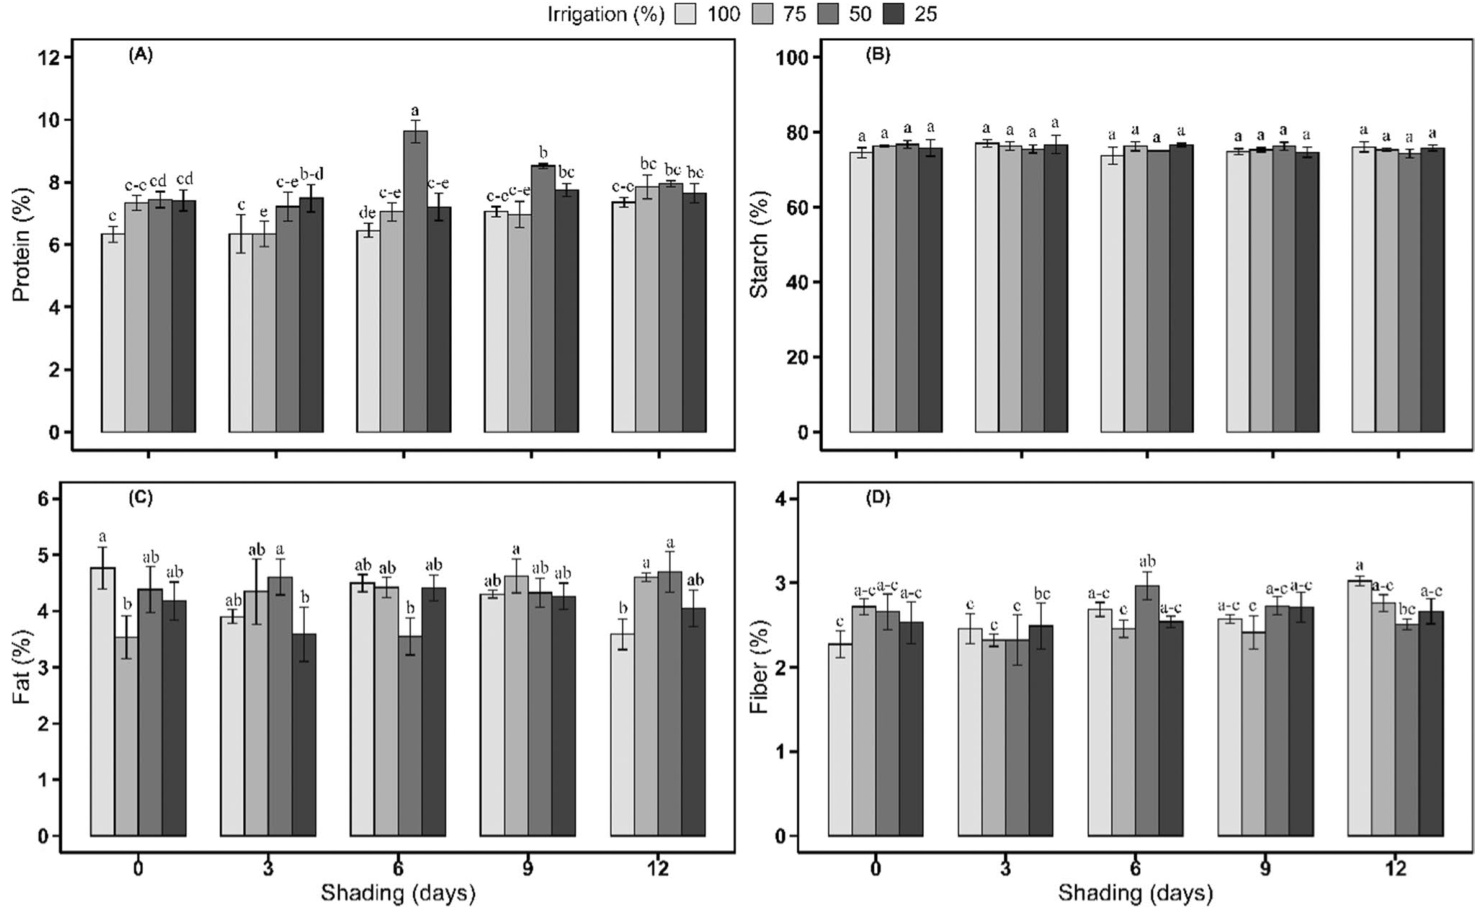 Irrigation (%) 100 75 50 25
(A)
Protein (%)
12
10
8
6
4
2
0
c c-c cd cd
c e c-e b-d
de c-e a c-e
c-c c-e b bc
c-c bc bc bc
(B)
Starch (%)
100
80
60
40
20
0
a a a a
a a a a
a a a a
a a a a
a a a a
(C)
Fat (%)
6
5
4
3
2
1
0
a b ab ab
ab ab a b
ab ab b ab
ab a ab ab
b a a ab
0 3 6 9 12
Shading (days)
(D)
Fiber (%)
4
3
2
1
0
c a-c a-c a-c
c c c bc
a-c c ab a-c
a-c c a-c a-c
a a-c bc a-c
0 3 6 9 12
Shading (days)